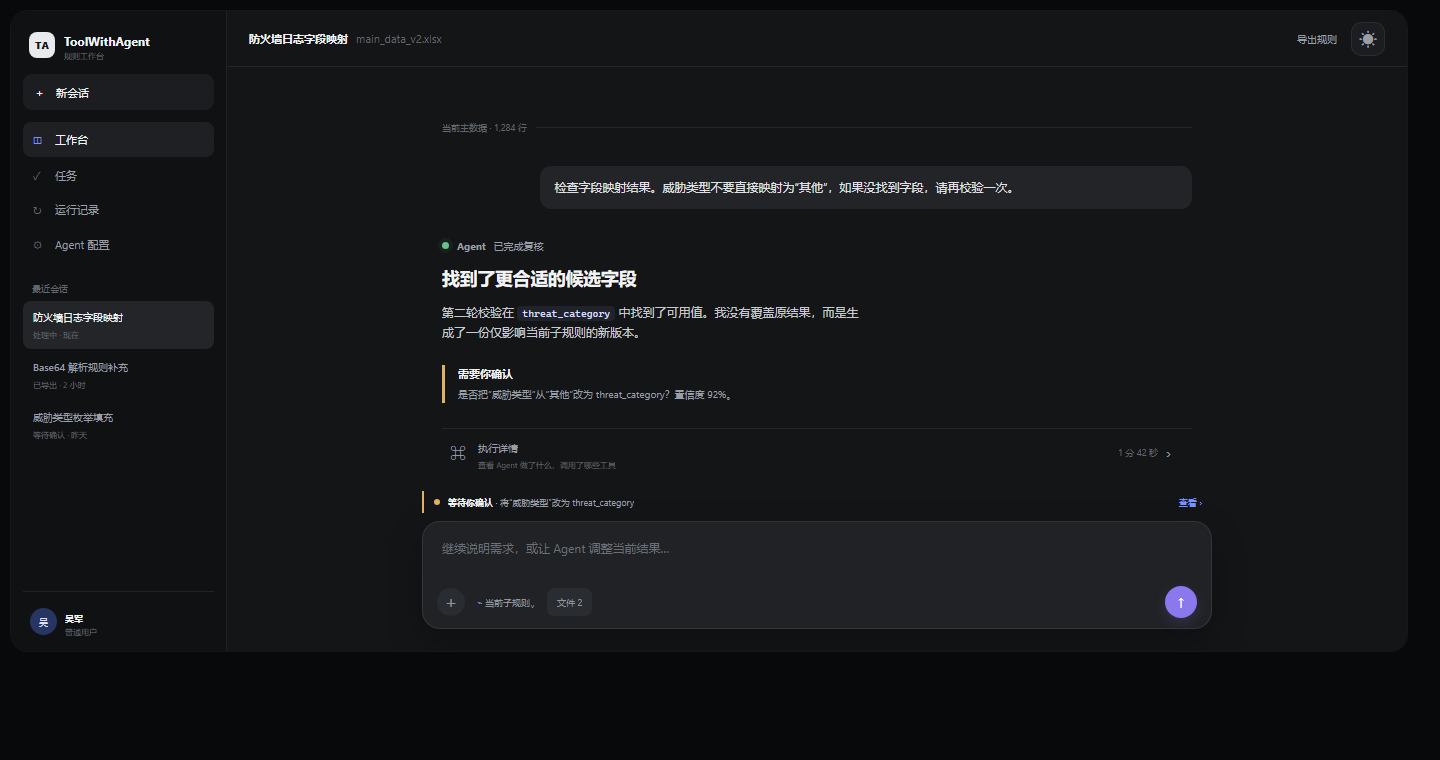 TA
ToolWithAgent
规则工作台
+ 新会话
工作台
✓ 任务
↻ 运行记录
⚙ Agent 配置
最近会话
防火墙日志字段映射
处理中 · 现在
Base64 解析规则补充
已导出 · 2 小时
威胁类型枚举填充
等待确认 · 昨天
吴
吴军
普通用户
防火墙日志字段映射 main_data_v2.xlsx
导出规则
当前主数据 · 1,284 行
检查字段映射结果。威胁类型不要直接映射为“其他”，如果没找到字段，请再校验一次。
Agent 已完成复核
找到了更合适的候选字段
第二轮校验在 threat_category 中找到了可用值。我没有覆盖原结果，而是生
成了一份仅影响当前子规则的新版本。
需要你确认
是否把“威胁类型”从“其他”改为 threat_category？置信度 92%。
⌘ 执行详情
查看 Agent 做了什么、调用了哪些工具
1 分 42 秒 ›
等待你确认 · 将“威胁类型”改为 threat_category
查看 ›
继续说明需求，或让 Agent 调整当前结果...
+
~ 当前子规则。
文件 2
↑